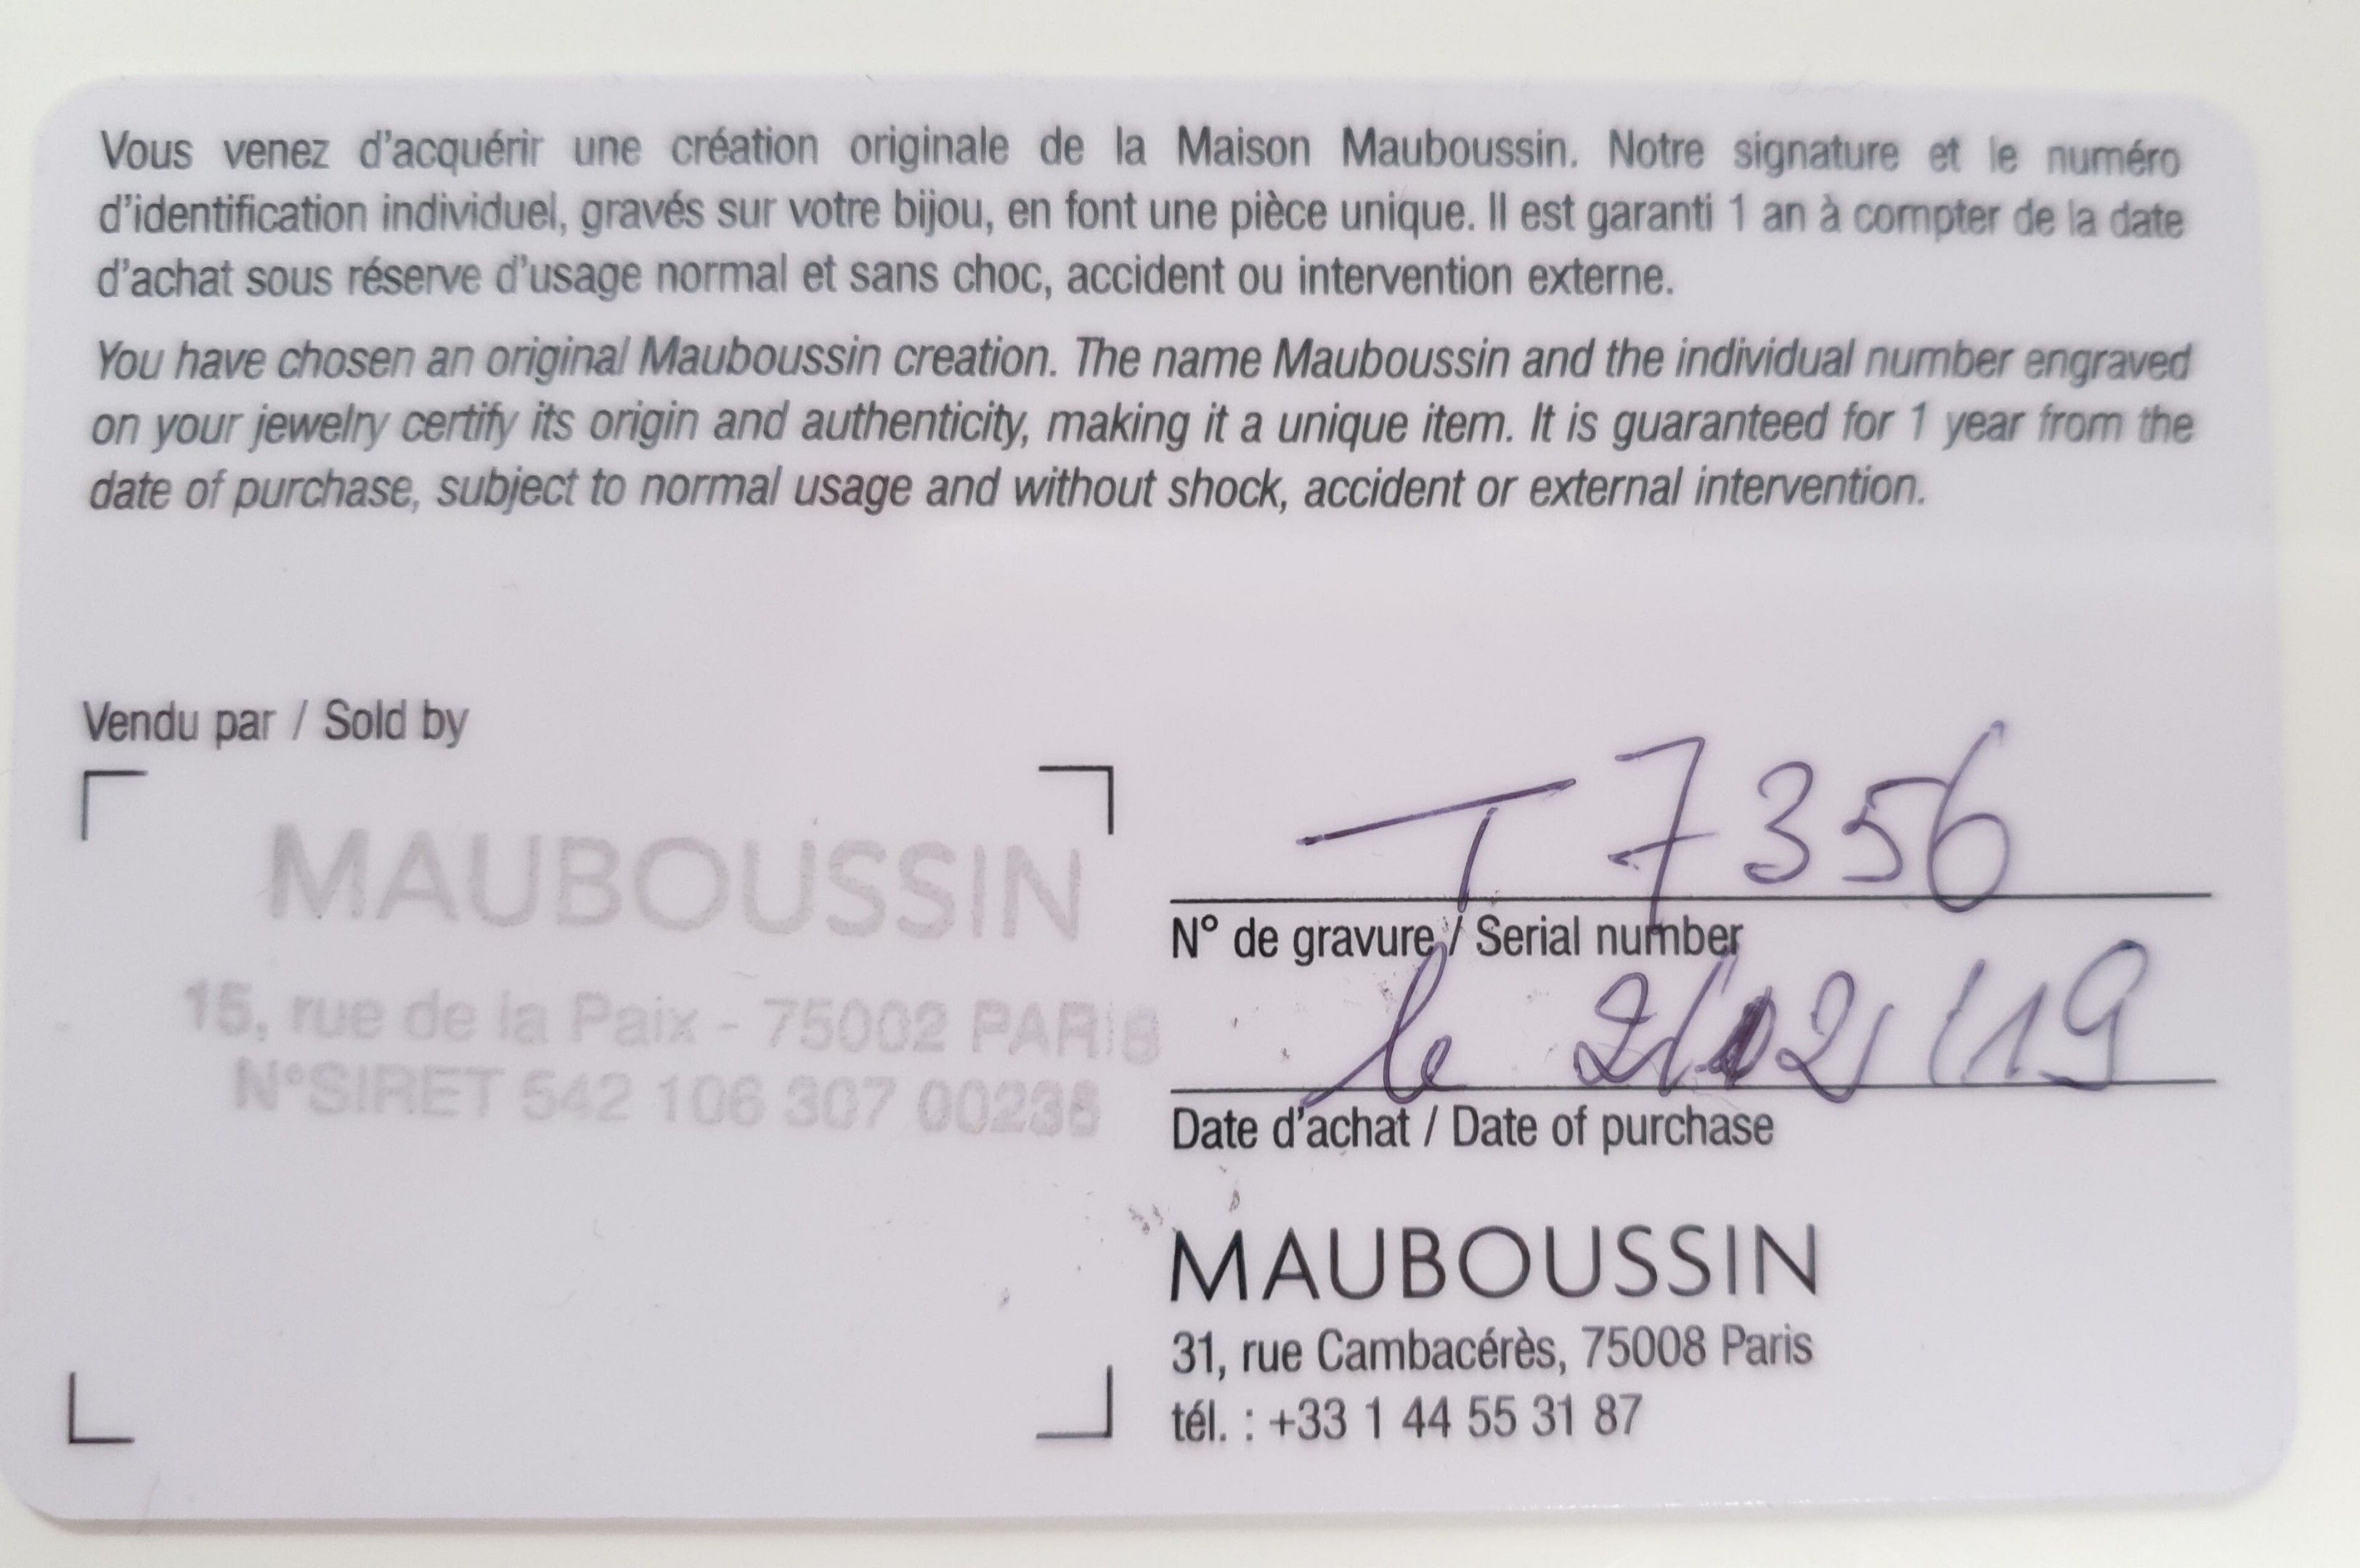 Vous venez d'acquérir une création originale de la Maison Mauboussin. Notre signature et le numéro
d'identification individuel, gravés sur votre bijou, en font une pièce unique. Il est garanti 1 an à compter de la date
d'achat sous réserve d'usage normal et sans choc, accident ou intervention externe.
You have chosen an original Mauboussin creation. The name Mauboussin and the individual number engraved
on your jewelry certify its origin and authenticity, making it a unique item. It is guaranteed for 1 year from the
date of purchase, subject to normal usage and without shock, accident or external intervention.
Vendu par / Sold by
MAUBOUSSIN
15, rue de la Paix - 75002 PARIS
N°SIRET 542 106 307 00238
T 7356
N° de gravure / Serial number
le 2/02/19
Date d'achat / Date of purchase
MAUBOUSSIN
31, rue Cambacérès, 75008 Paris
tél. : +33 1 44 55 31 87